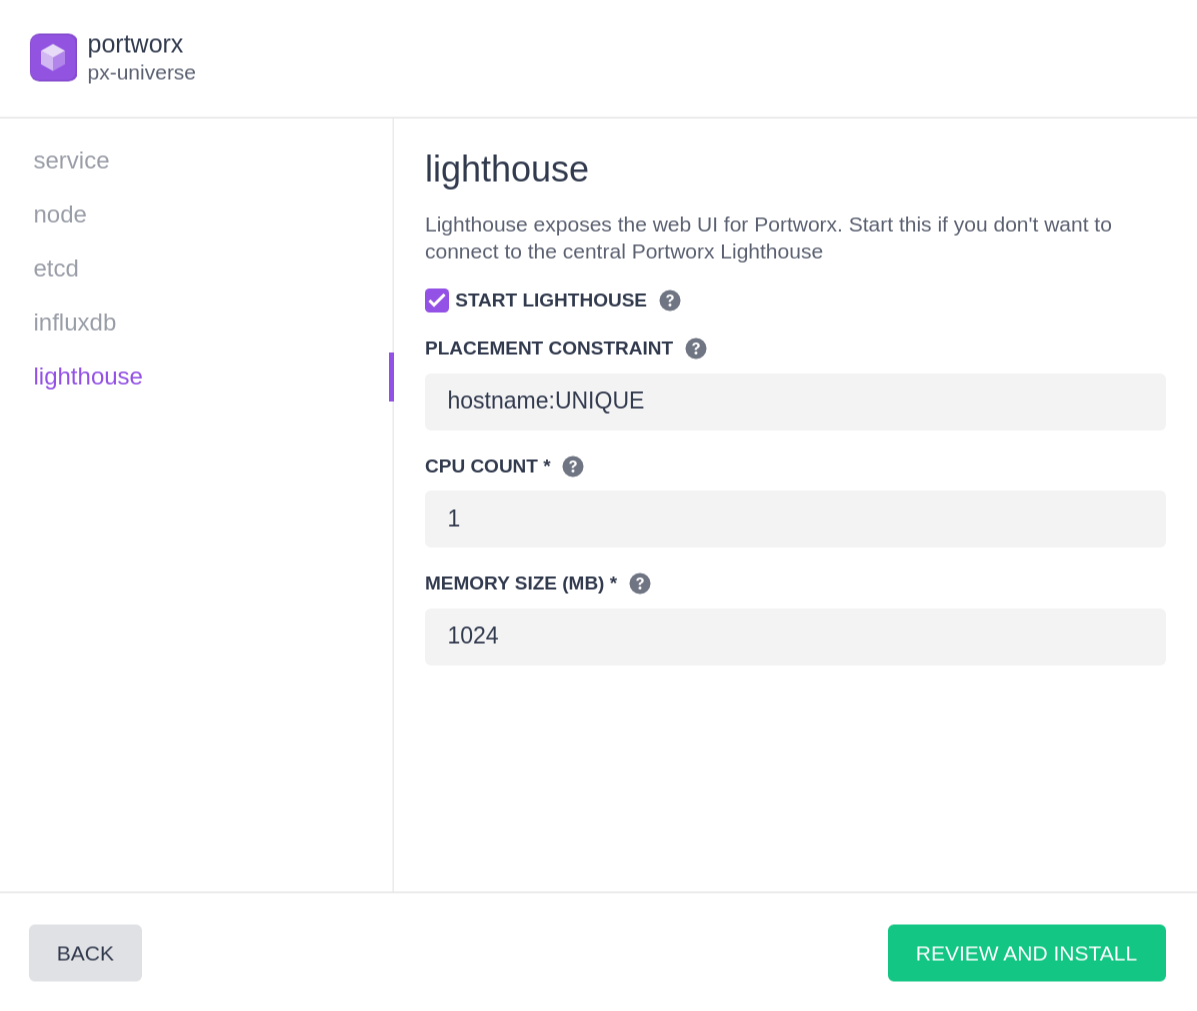 portworx
px-universe
service
node
etcd
influxdb
lighthouse
lighthouse
Lighthouse exposes the web UI for Portworx. Start this if you don't want to
connect to the central Portworx Lighthouse
START LIGHTHOUSE ?
PLACEMENT CONSTRAINT ?
hostname:UNIQUE
CPU COUNT * ?
1
MEMORY SIZE (MB) * ?
1024
BACK
REVIEW AND INSTALL